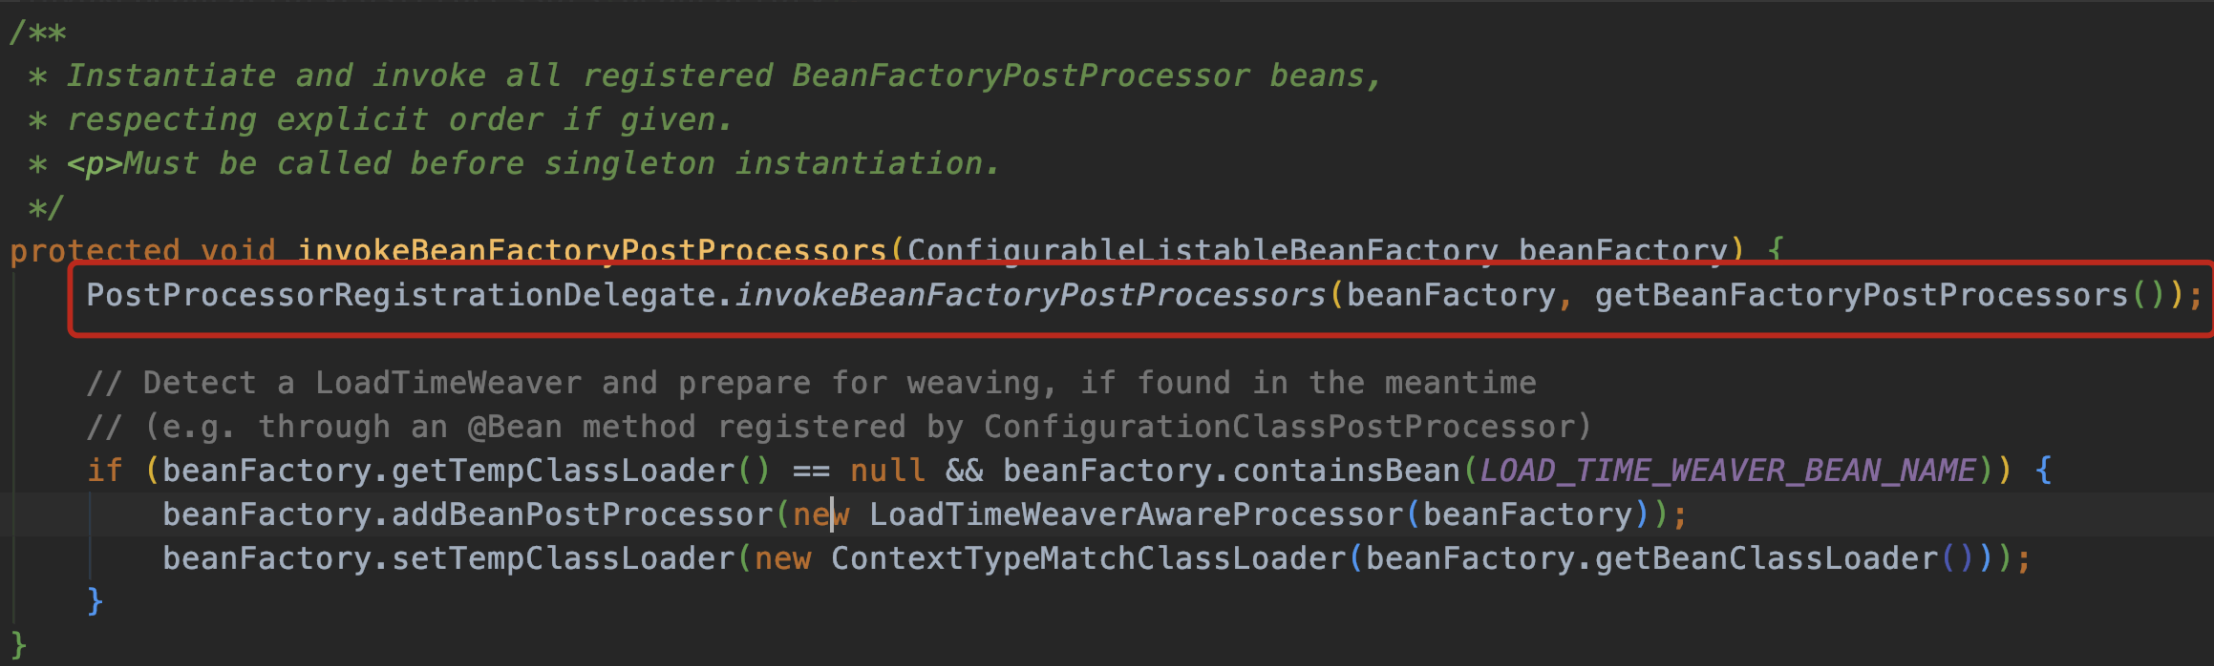 /**
 * Instantiate and invoke all registered BeanFactoryPostProcessor beans,
 * respecting explicit order if given.
 * <p>Must be called before singleton instantiation.
 */
protected void invokeBeanFactoryPostProcessors(ConfigurableListableBeanFactory beanFactory) {
    PostProcessorRegistrationDelegate.invokeBeanFactoryPostProcessors(beanFactory, getBeanFactoryPostProcessors());
    // Detect a LoadTimeWeaver and prepare for weaving, if found in the meantime
    // (e.g. through an @Bean method registered by ConfigurationClassPostProcessor)
    if (beanFactory.getTempClassLoader() == null && beanFactory.containsBean(LOAD_TIME_WEAVER_BEAN_NAME)) {
        beanFactory.addBeanPostProcessor(new LoadTimeWeaverAwareProcessor(beanFactory));
        beanFactory.setTempClassLoader(new ContextTypeMatchClassLoader(beanFactory.getBeanClassLoader()));
    }
}